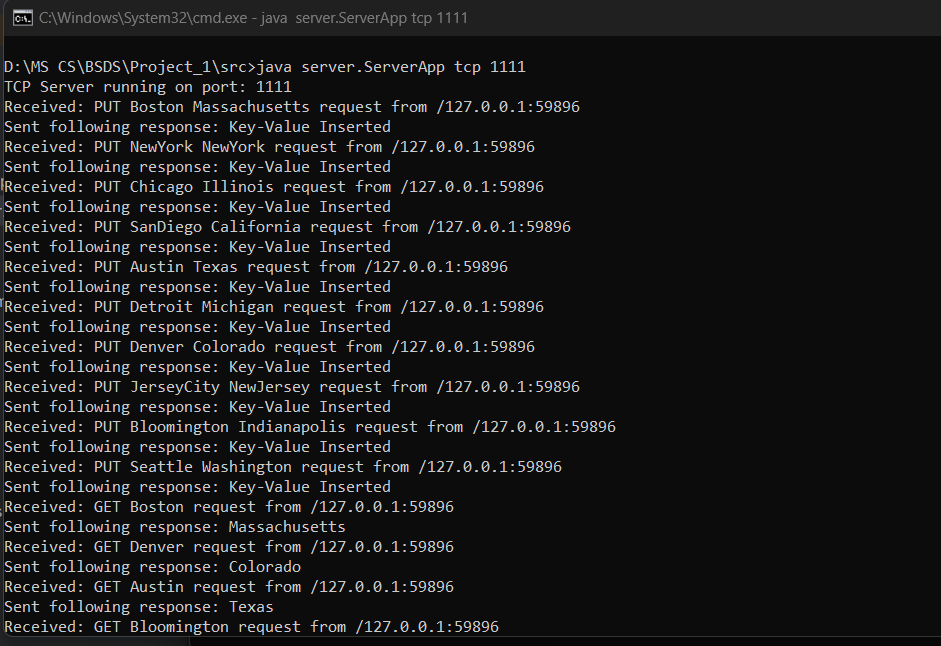 C:\Windows\System32\cmd.exe - java  server.ServerApp tcp 1111
D:\MS CS\BSDS\Project_1\src>java server.ServerApp tcp 1111
TCP Server running on port: 1111
Received: PUT Boston Massachusetts request from /127.0.0.1:59896
Sent following response: Key-Value Inserted
Received: PUT NewYork NewYork request from /127.0.0.1:59896
Sent following response: Key-Value Inserted
Received: PUT Chicago Illinois request from /127.0.0.1:59896
Sent following response: Key-Value Inserted
Received: PUT SanDiego California request from /127.0.0.1:59896
Sent following response: Key-Value Inserted
Received: PUT Austin Texas request from /127.0.0.1:59896
Sent following response: Key-Value Inserted
Received: PUT Detroit Michigan request from /127.0.0.1:59896
Sent following response: Key-Value Inserted
Received: PUT Denver Colorado request from /127.0.0.1:59896
Sent following response: Key-Value Inserted
Received: PUT JerseyCity NewJersey request from /127.0.0.1:59896
Sent following response: Key-Value Inserted
Received: PUT Bloomington Indianapolis request from /127.0.0.1:59896
Sent following response: Key-Value Inserted
Received: PUT Seattle Washington request from /127.0.0.1:59896
Sent following response: Key-Value Inserted
Received: GET Boston request from /127.0.0.1:59896
Sent following response: Massachusetts
Received: GET Denver request from /127.0.0.1:59896
Sent following response: Colorado
Received: GET Austin request from /127.0.0.1:59896
Sent following response: Texas
Received: GET Bloomington request from /127.0.0.1:59896